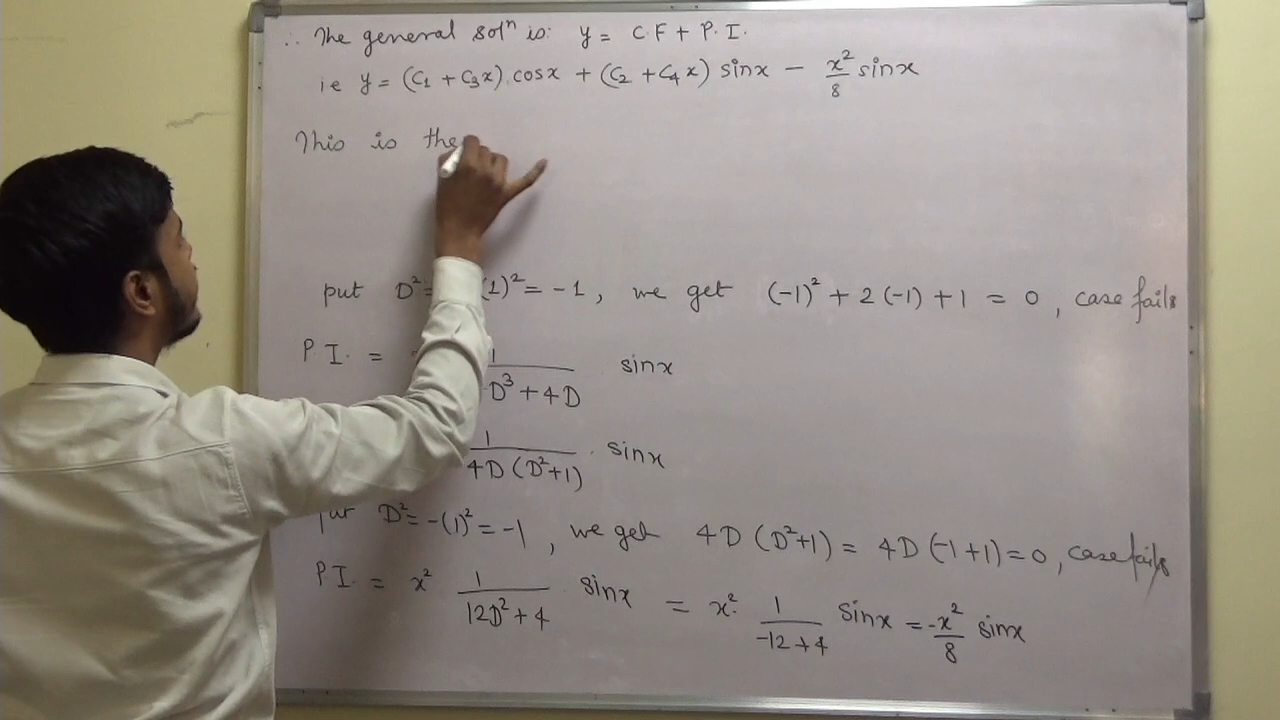 ∴ The general solⁿ is: y = C.F + P.I.
ie y = (C₁ + C₃x).cosx + (C₂ + C₄x) sinx − x²/8 sinx
This is the
put D² = (1)² = -1, we get (-1)² + 2(-1) + 1 = 0, case fails
P.I. = 1/D³ + 4D . sinx
1/4D(D²+1) . sinx
put D² = -(1)² = -1, we get 4D(D²+1) = 4D(-1+1) = 0, case fails
P.I. = x² 1/12D² + 4 sinx = x². 1/-12+4 sinx = -x²/8 sinx